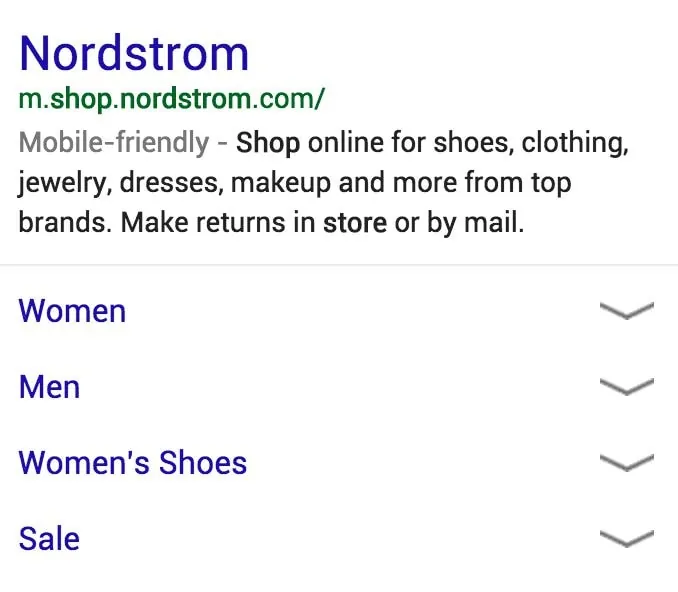 Nordstrom
m.shop.nordstrom.com/
Mobile-friendly - Shop online for shoes, clothing,
jewelry, dresses, makeup and more from top
brands. Make returns in store or by mail.
Women
Men
Women's Shoes
Sale